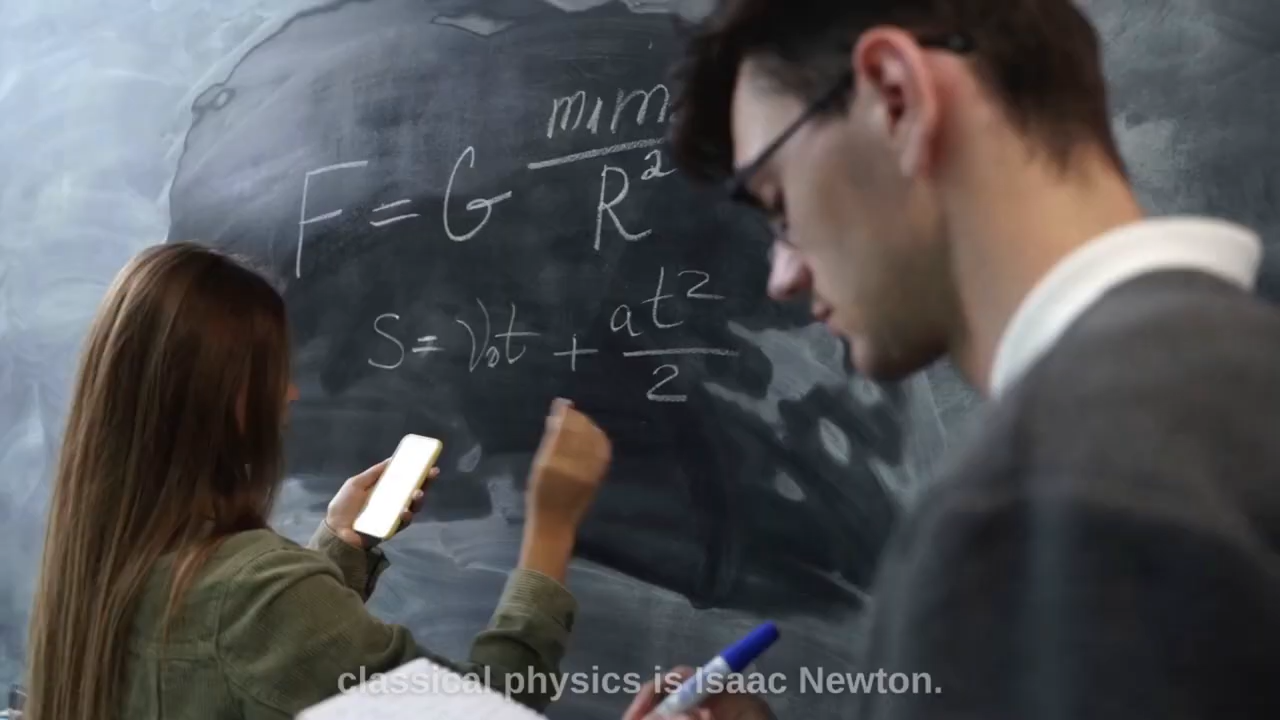 F = G m₁m / R²
S = V₀t + at² / 2
classical physics is Isaac Newton.